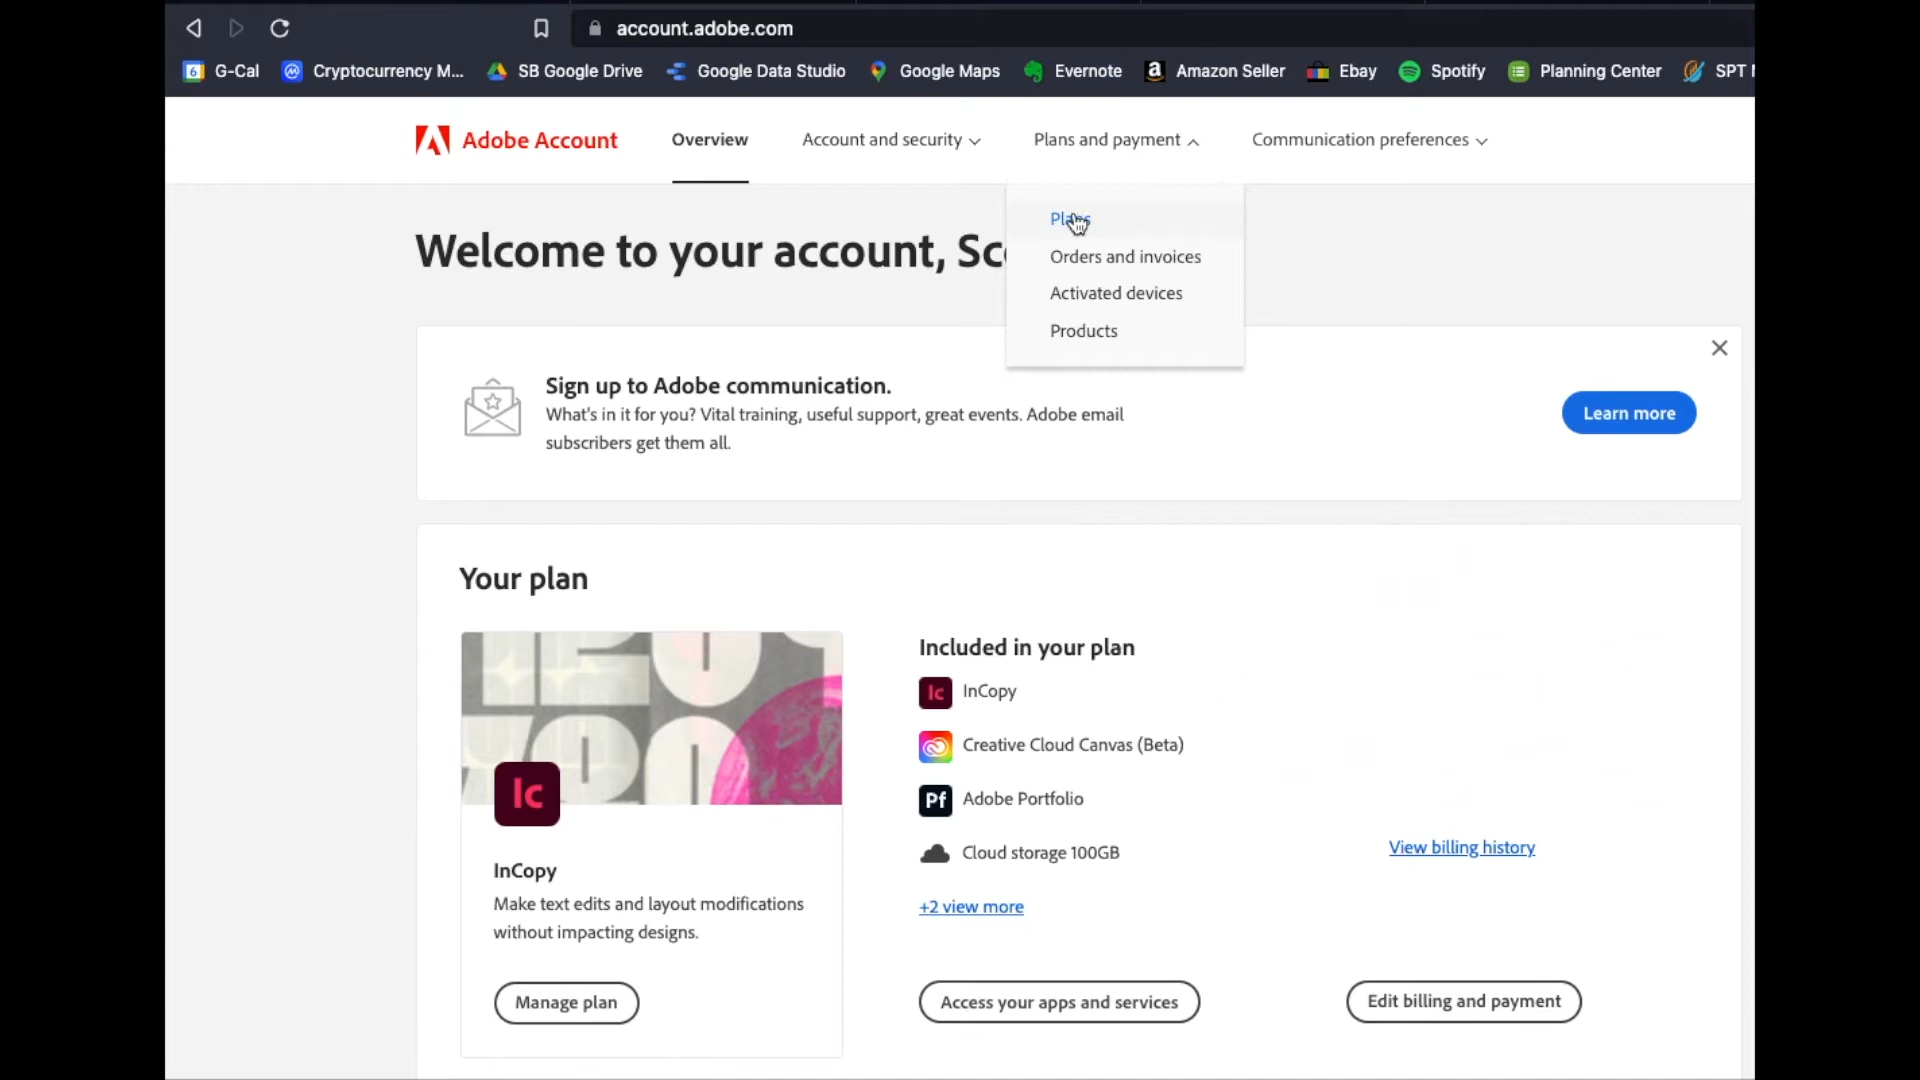 account.adobe.com
6 G-Cal Cryptocurrency M... SB Google Drive Google Data Studio Google Maps Evernote a Amazon Seller Ebay Spotify Planning Center SPT
Adobe Account Overview Account and security Plans and payment Communication preferences
Plans
Welcome to your account, Sc
Orders and invoices
Activated devices
Products
Sign up to Adobe communication.
What's in it for you? Vital training, useful support, great events. Adobe email
subscribers get them all.
Learn more
Your plan
Included in your plan
Ic InCopy
Creative Cloud Canvas (Beta)
Pf Adobe Portfolio
Cloud storage 100GB
+2 view more
View billing history
Ic
InCopy
Make text edits and layout modifications
without impacting designs.
Manage plan
Access your apps and services
Edit billing and payment